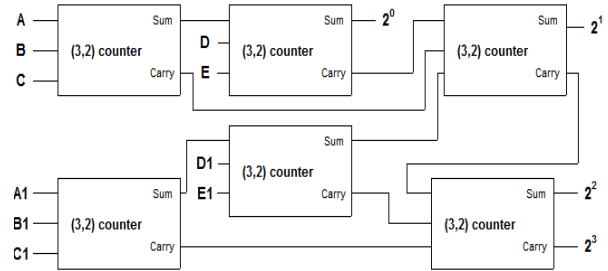 A
B
C
(3,2) counter
Sum
Carry
D
E
(3,2) counter
Sum
Carry
2⁰
(3,2) counter
Sum
Carry
2¹
D1
E1
(3,2) counter
Sum
Carry
A1
B1
C1
(3,2) counter
Sum
Carry
(3,2) counter
Sum
Carry
2²
2³